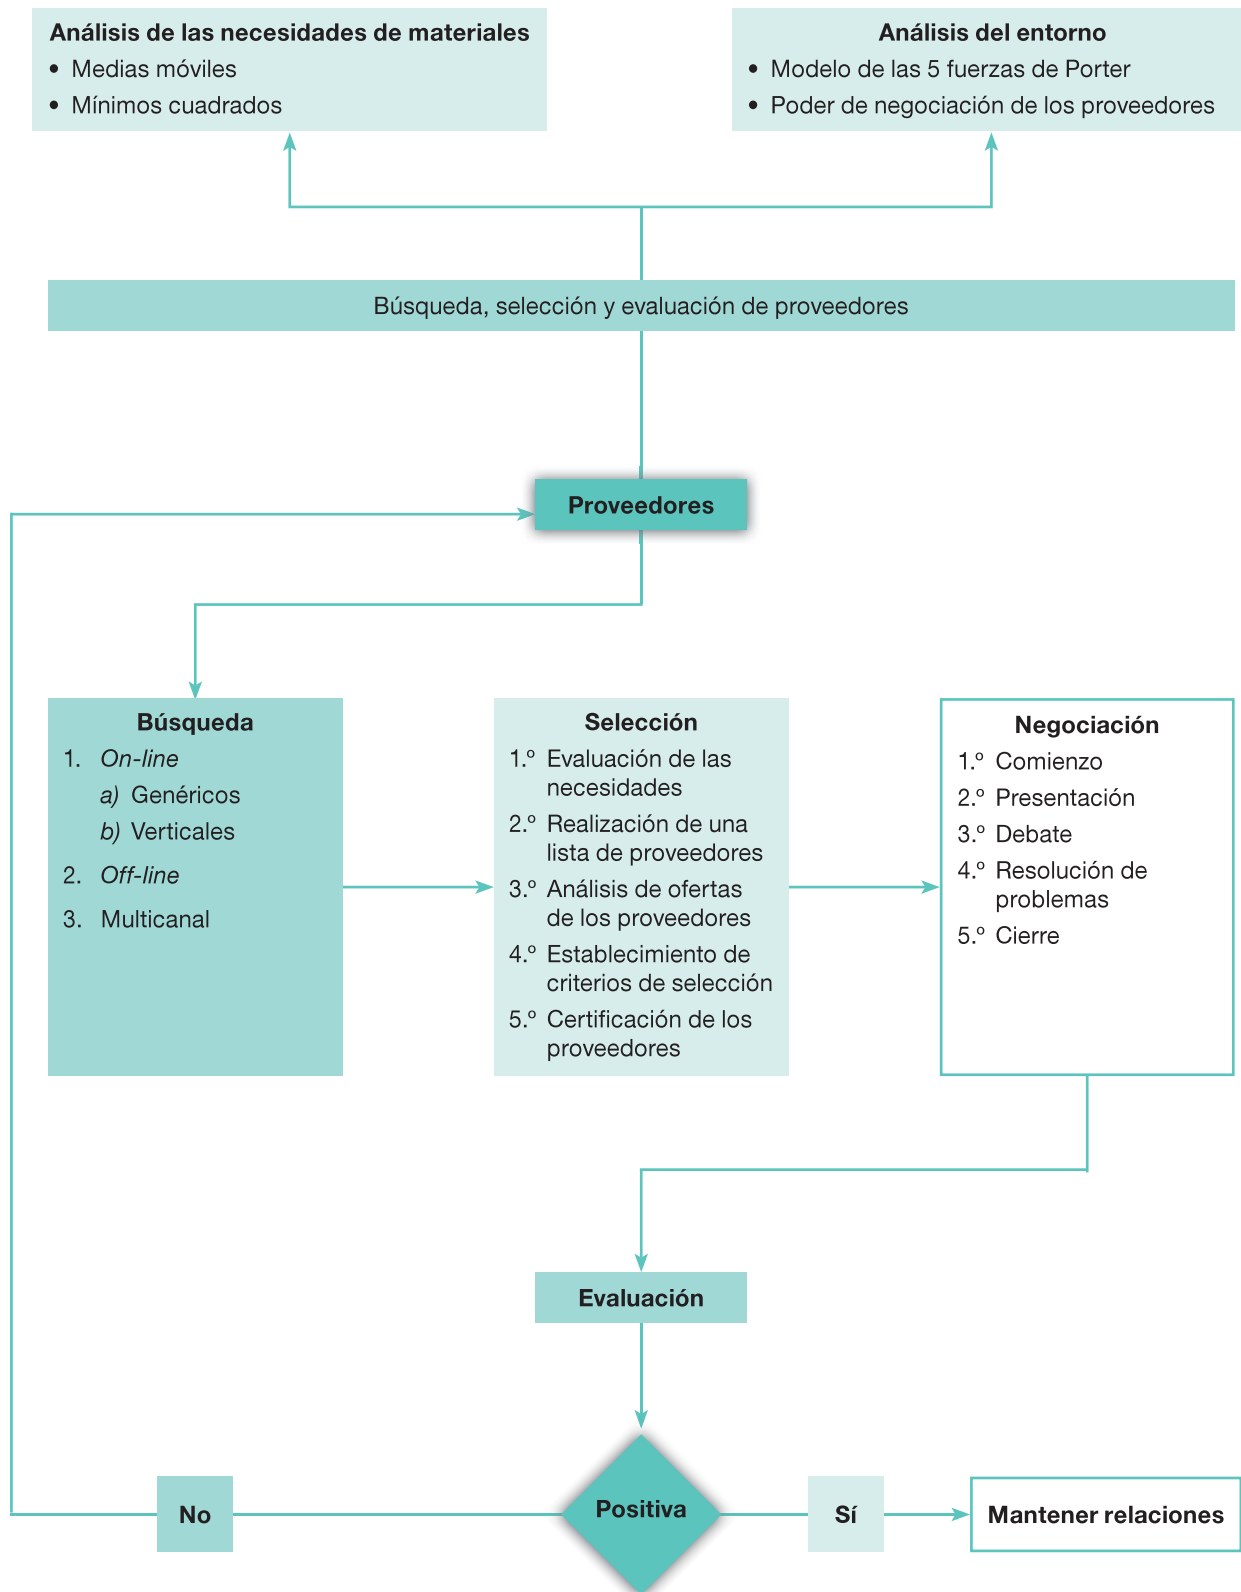 Análisis de las necesidades de materiales
• Medias móviles
• Mínimos cuadrados
Análisis del entorno
• Modelo de las 5 fuerzas de Porter
• Poder de negociación de los proveedores
Búsqueda, selección y evaluación de proveedores
Proveedores
Búsqueda
1. On-line
a) Genéricos
b) Verticales
2. Off-line
3. Multicanal
Selección
1.º Evaluación de las
necesidades
2.º Realización de una
lista de proveedores
3.º Análisis de ofertas
de los proveedores
4.º Establecimiento de
criterios de selección
5.º Certificación de los
proveedores
Negociación
1.º Comienzo
2.º Presentación
3.º Debate
4.º Resolución de
problemas
5.º Cierre
Evaluación
No
Positiva
Sí
Mantener relaciones